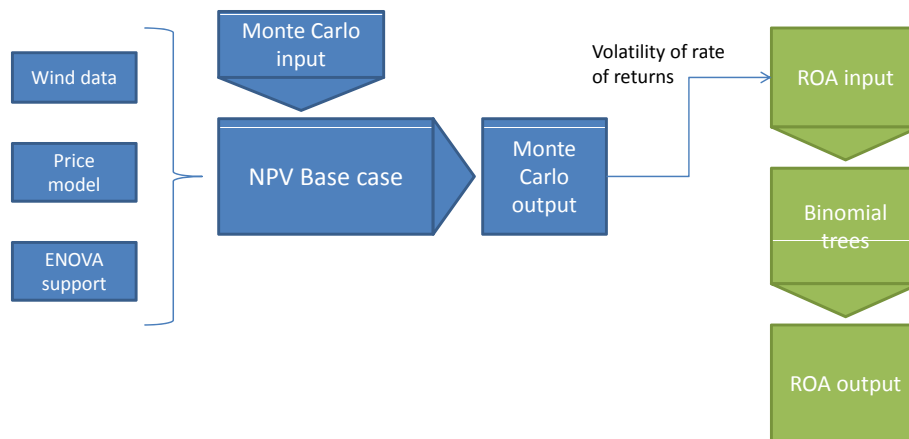 Wind data
Price
model
ENOVA
support
Monte Carlo
input
NPV Base case
Monte
Carlo
output
Volatility of rate
of returns
ROA input
Binomial
trees
ROA output